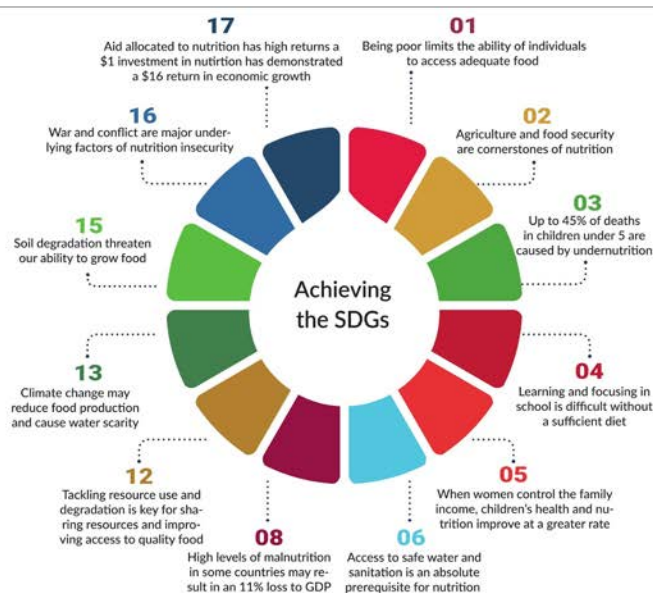 17
Aid allocated to nutrition has high returns a
$1 investment in nutirtion has demonstrated
a $16 return in economic growth
01
Being poor limits the ability of individuals
to access adequate food
16
War and conflict are major under-
lying factors of nutrition insecurity
02
Agriculture and food security
are cornerstones of nutrition
15
Soil degradation threaten
our ability to grow food
03
Up to 45% of deaths
in children under 5 are
caused by undernutrition
Achieving
the SDGs
13
Climate change may
reduce food production
and cause water scarity
04
Learning and focusing in
school is difficult without
a sufficient diet
12
Tackling resource use and
degradation is key for sha-
ring resources and impro-
ving access to quality food
05
When women control the family
income, children's health and nu-
trition improve at a greater rate
08
High levels of malnutrition
in some countries may re-
sult in an 11% loss to GDP
06
Access to safe water and
sanitation is an absolute
prerequisite for nutrition